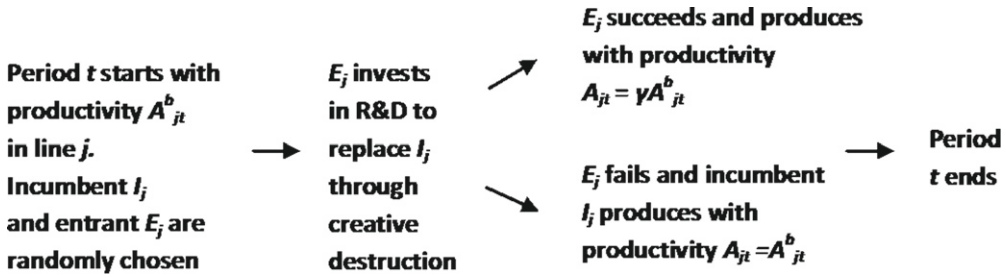 Period t starts with
productivity A^b_jt
in line j.
Incumbent I_j
and entrant E_j are
randomly chosen
E_j invests
in R&D to
replace I_j
through
creative
destruction
E_j succeeds and produces
with productivity
A_jt = γA^b_jt
E_j fails and incumbent
I_j produces with
productivity A_jt =A^b_jt
Period
t ends